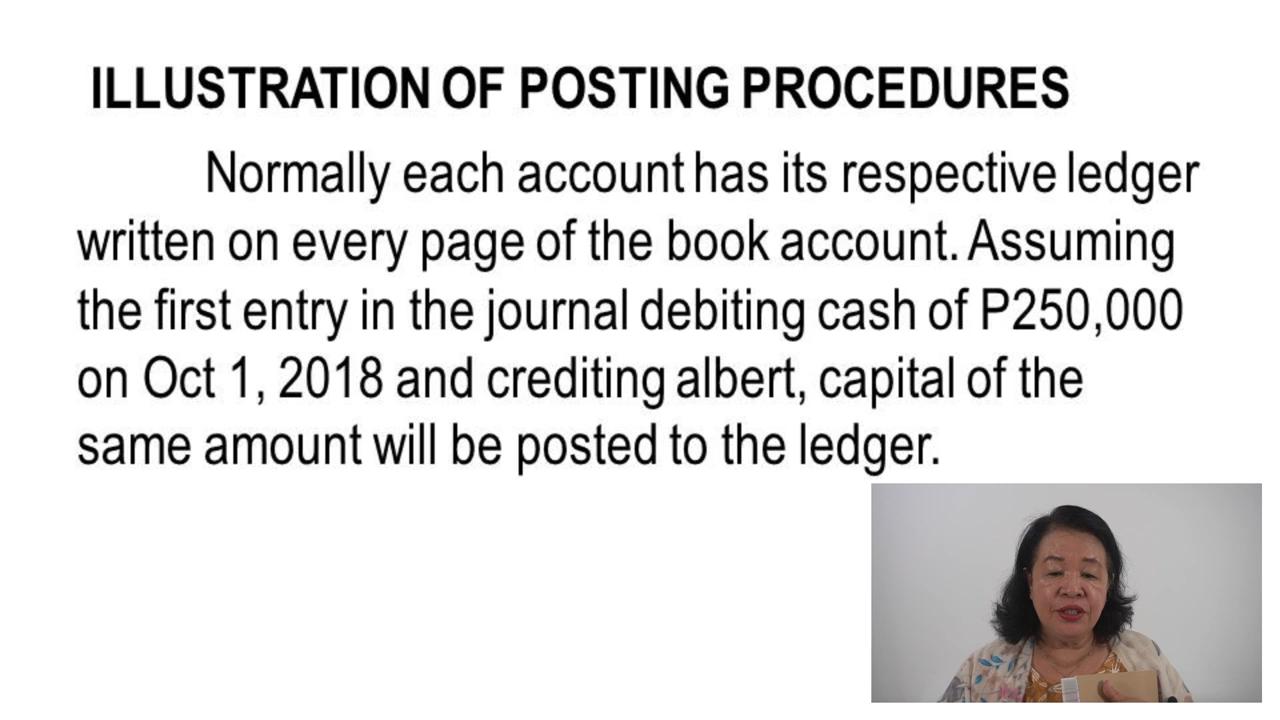 ILLUSTRATION OF POSTING PROCEDURES
Normally each account has its respective ledger
written on every page of the book account. Assuming
the first entry in the journal debiting cash of P250,000
on Oct 1, 2018 and crediting albert, capital of the
same amount will be posted to the ledger.